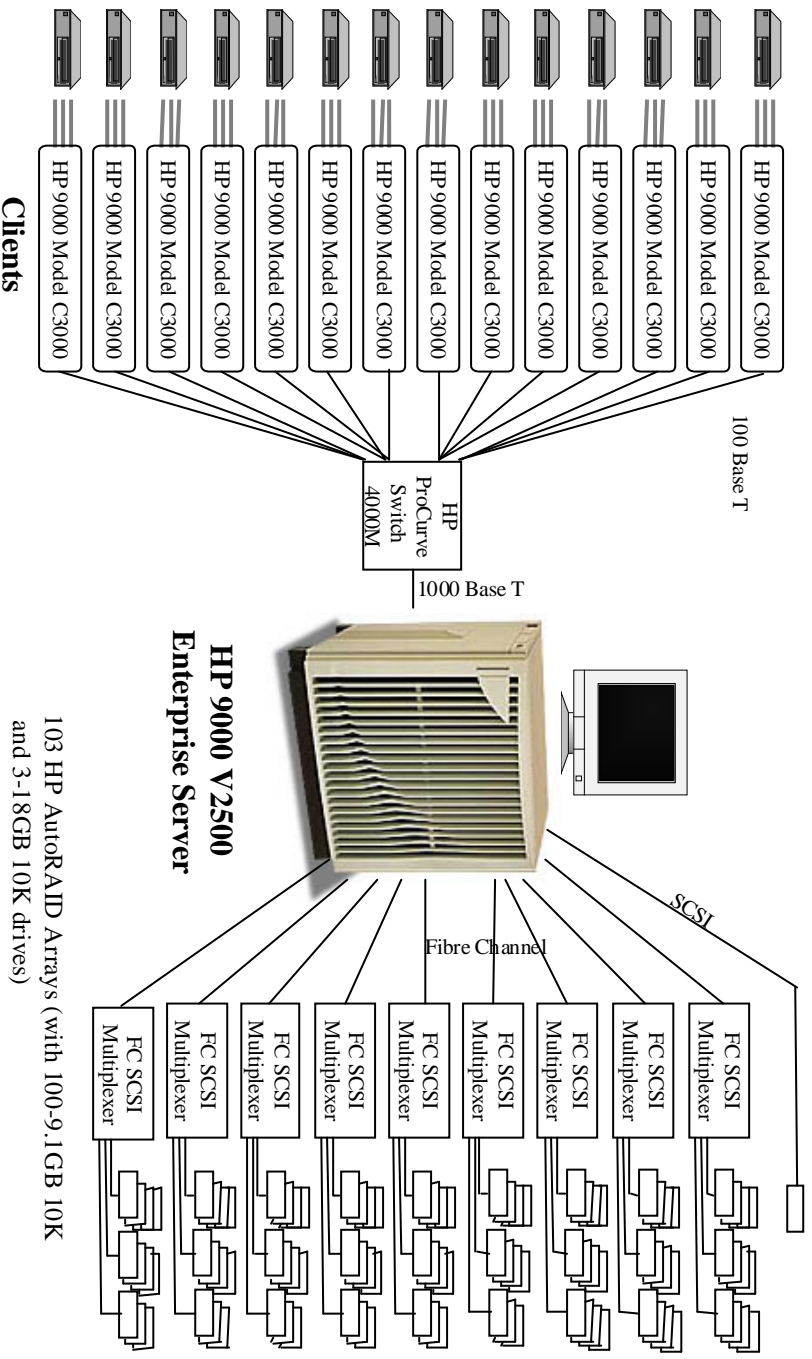 HP 9000 Model C3000
HP 9000 Model C3000
HP 9000 Model C3000
HP 9000 Model C3000
HP 9000 Model C3000
HP 9000 Model C3000
HP 9000 Model C3000
HP 9000 Model C3000
HP 9000 Model C3000
HP 9000 Model C3000
HP 9000 Model C3000
HP 9000 Model C3000
HP 9000 Model C3000
HP 9000 Model C3000
Clients
100 Base T
HP
ProCurve
Switch
4000M
1000 Base T
HP 9000 V2500
Enterprise Server
SCSI
Fibre Channel
FC SCSI
Multiplexer
FC SCSI
Multiplexer
FC SCSI
Multiplexer
FC SCSI
Multiplexer
FC SCSI
Multiplexer
FC SCSI
Multiplexer
FC SCSI
Multiplexer
FC SCSI
Multiplexer
FC SCSI
Multiplexer
103 HP AutoRAID Arrays (with 100-9.1GB 10K
and 3-18GB 10K drives)